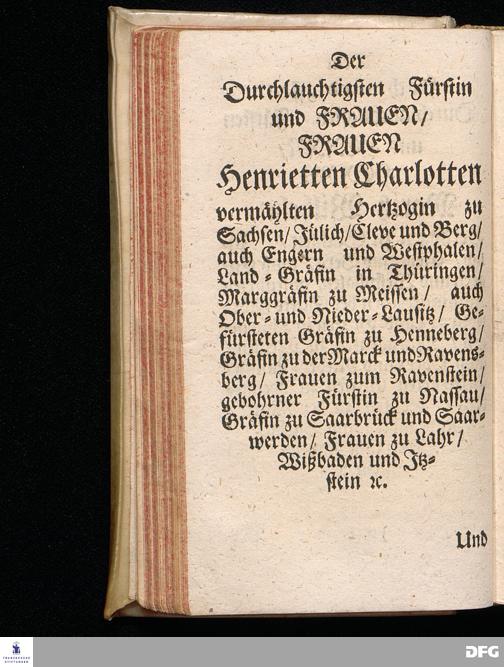 Der
Durchlauchtigsten Fürstin
und FRAUEN/
FRAUEN
Henrietten Charlotten
vermählten Hertzogin zu
Sachsen/ Jülich/ Cleve und Berg/
auch Engern und Westphalen/
Land-Gräfin in Thüringen/
Marggräfin zu Meissen/ auch
Ober- und Nieder-Lausitz/ Ge-
fürsteten Gräfin zu Henneberg/
Gräfin zu der Marck und Ravens-
berg/ Frauen zum Ravenstein/
gebohrner Fürstin zu Nassau/
Gräfin zu Saarbrück und Saar-
werden/ Frauen zu Lahr/
Wißbaden und Itz-
stein ꝛc.
Und
FRANCKESCHE
STIFTUNGEN
DFG